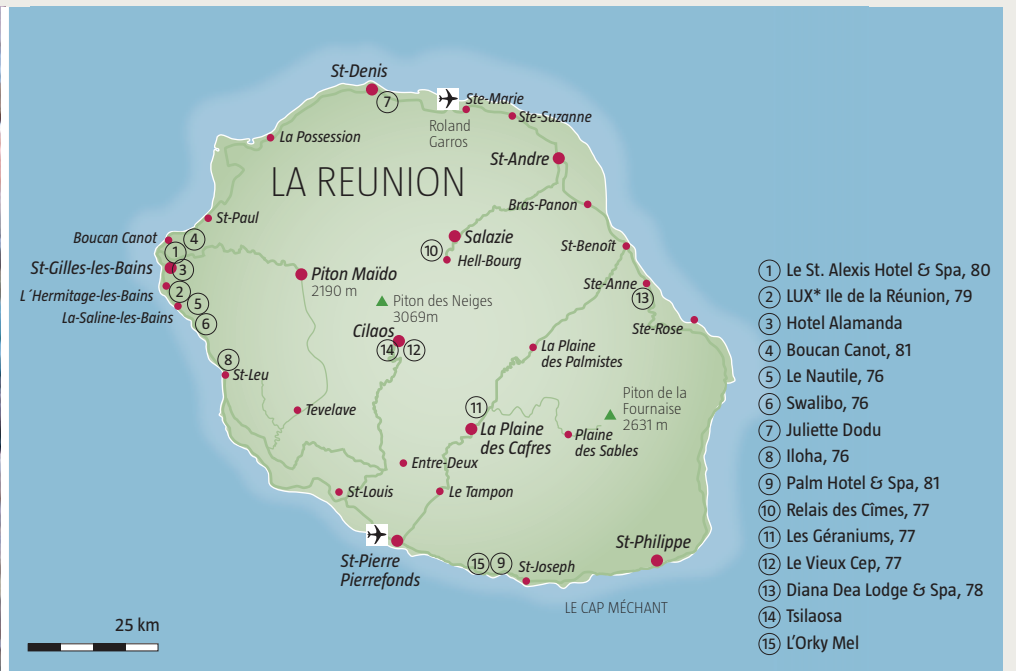 St-Denis
7
Ste-Marie
Ste-Suzanne
Roland
Garros
La Possession
St-Andre
LA REUNION
Bras-Panon
St-Paul
Boucan Canot
4
1
Salazie
10
Hell-Bourg
St-Benoît
St-Gilles-les-Bains
3
Piton Maïdo
2190 m
Ste-Anne
13
L´Hermitage-les-Bains
2
Piton des Neiges
3069m
La-Saline-les-Bains
5
6
Ste-Rose
Cilaos
14
12
La Plaine
des Palmistes
8
St-Leu
Piton de la
Fournaise
2631 m
Tevelave
11
La Plaine
des Cafres
Plaine
des Sables
Entre-Deux
St-Louis
Le Tampon
St-Pierre
Pierrefonds
St-Philippe
15
9
St-Joseph
LE CAP MÉCHANT
25 km
1 Le St. Alexis Hotel & Spa, 80
2 LUX* Ile de la Réunion, 79
3 Hotel Alamanda
4 Boucan Canot, 81
5 Le Nautile, 76
6 Swalibo, 76
7 Juliette Dodu
8 Iloha, 76
9 Palm Hotel & Spa, 81
10 Relais des Cîmes, 77
11 Les Géraniums, 77
12 Le Vieux Cep, 77
13 Diana Dea Lodge & Spa, 78
14 Tsilaosa
15 L'Orky Mel